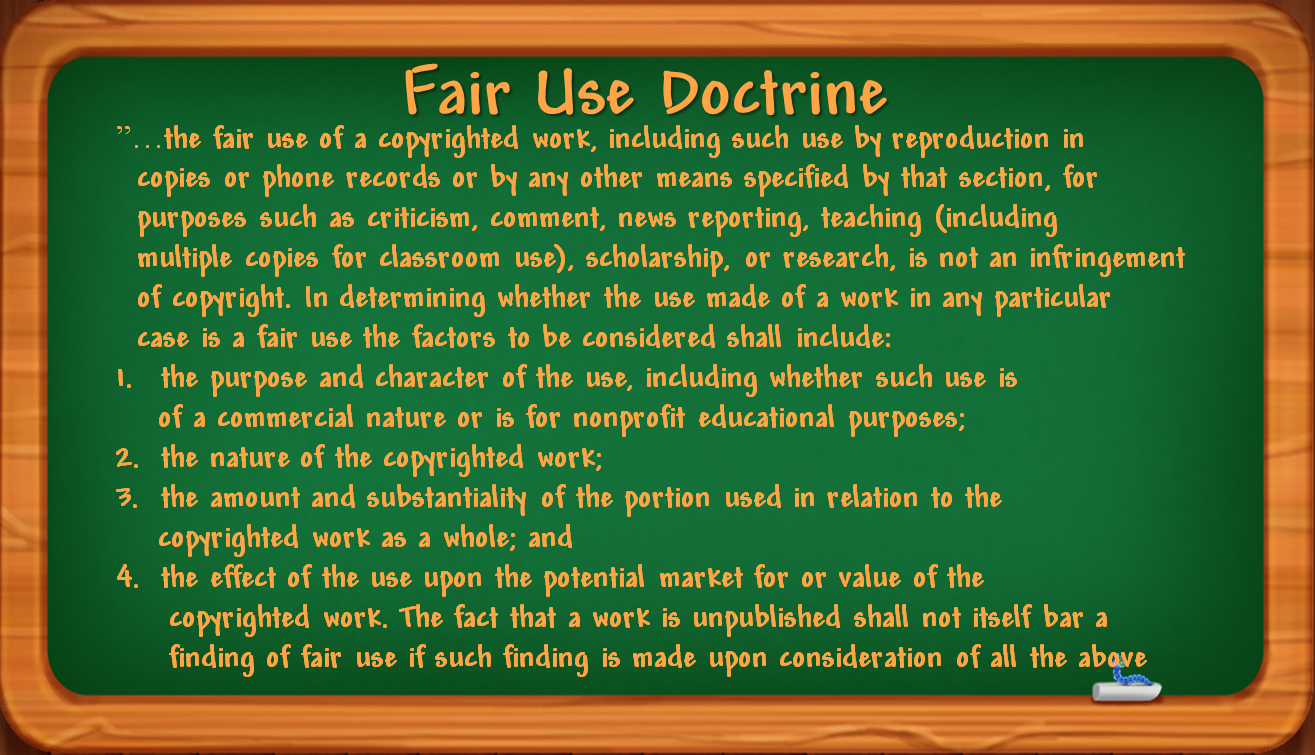 Fair Use Doctrine
”...the fair use of a copyrighted work, including such use by reproduction in
copies or phone records or by any other means specified by that section, for
purposes such as criticism, comment, news reporting, teaching (including
multiple copies for classroom use), scholarship, or research, is not an infringement
of copyright. In determining whether the use made of a work in any particular
case is a fair use the factors to be considered shall include:
1. the purpose and character of the use, including whether such use is
of a commercial nature or is for nonprofit educational purposes;
2. the nature of the copyrighted work;
3. the amount and substantiality of the portion used in relation to the
copyrighted work as a whole; and
4. the effect of the use upon the potential market for or value of the
copyrighted work. The fact that a work is unpublished shall not itself bar a
finding of fair use if such finding is made upon consideration of all the above